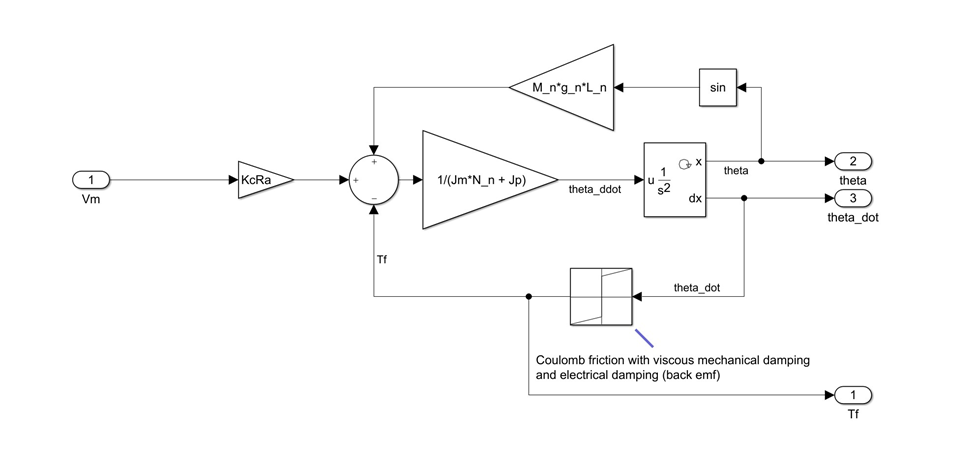 M_n*g_n*L_n
sin
+
1
Vm
KcRa
+
−
1/(Jm*N_n + Jp)
theta_ddot
u
1
s2
x
dx
theta
2
theta
3
theta_dot
Tf
theta_dot
Coulomb friction with viscous mechanical damping
and electrical damping (back emf)
1
Tf